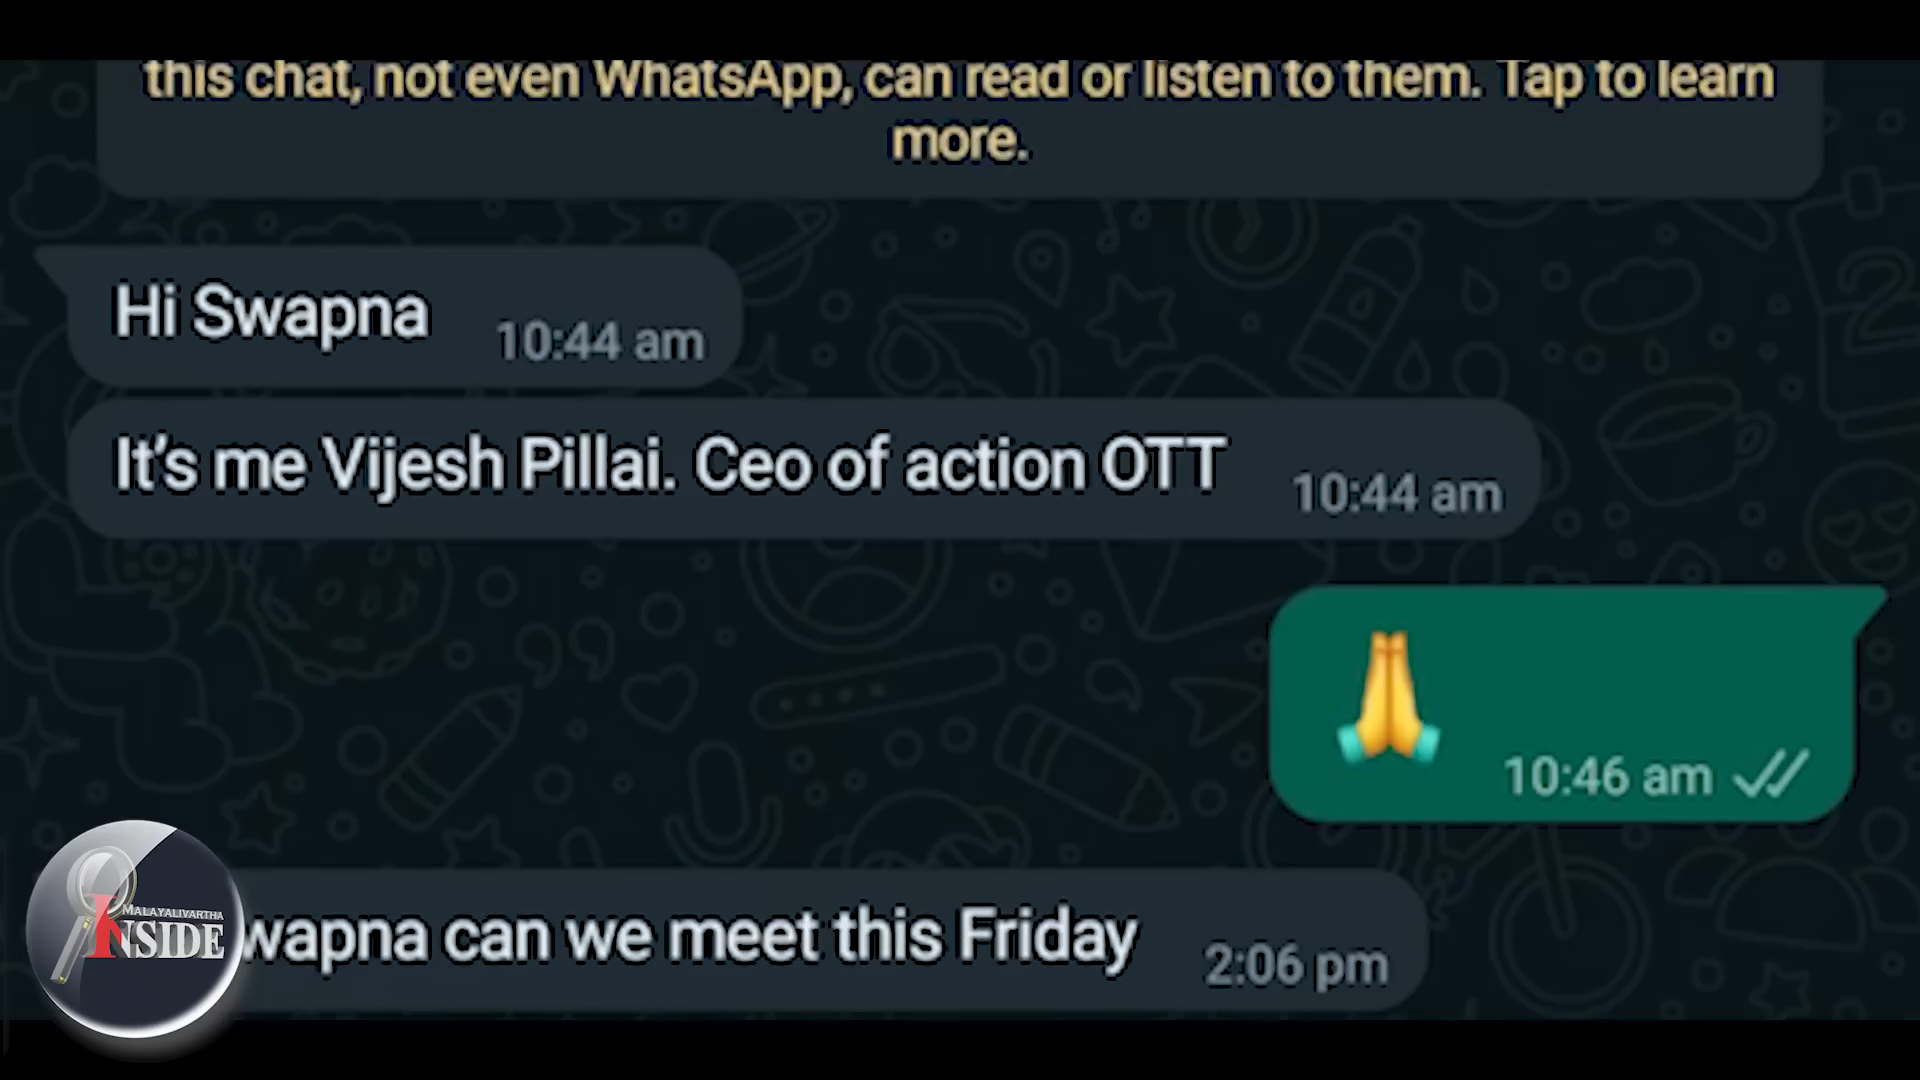 this chat, not even WhatsApp, can read or listen to them. Tap to learn
more.
Hi Swapna 10:44 am
It's me Vijesh Pillai. Ceo of action OTT 10:44 am
🙏 10:46 am
wapna can we meet this Friday 2:06 pm
MALAYALIVARTHA
INSIDE